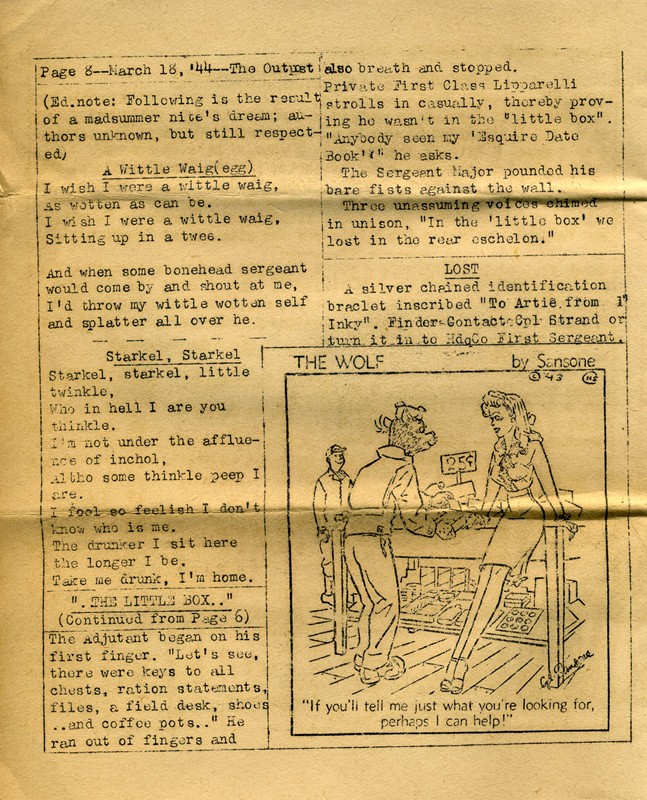 Page 8--March 18, '44--The Outpost
(Ed.note: Following is the result
of a madsummer nite's dream; au-
thors unknown, but still respect-
ed)
A Wittle Waig(egg)
I wish I were a wittle waig,
As wotten as can be.
I wish I were a wittle waig,
Sitting up in a twee.
And when some bonehead sergeant
would come by and shout at me,
I'd throw my wittle wotten self
and splatter all over he.
Starkel, Starkel
Starkel, starkel, little
twinkle,
Who in hell I are you
thinkle.
I'm not under the afflue-
nce of inchol,
Altho some thinkle peep I
are.
I fool so feelish I don't
know who is me.
The drunker I sit here
the longer I be.
Take me drunk, I'm home.
"..THE LITTLE BOX.."
(Continued from Page 6)
The Adjutant began on his
first finger. "Let's see,
there were keys to all
chests, ration statements,
files, a field desk, shoes
..and coffee pots.." He
ran out of fingers and
also breath and stopped.
Private First Class Lipparelli
strolls in casually, thereby prov-
ing he wasn't in the "little box".
"Anybody seen my 'Esquire Date
Book'?" he asks.
The Sergeant Major pounded his
bare fists against the wall.
Three unassuming voices chimed
in unison, "In the 'little box' we
lost in the rear eschelon."
LOST
A silver chained identification
braclet inscribed "To Artie from
Inky". Finder Contact Cpl Strand or
turn it in to HdqCo First Sergeant.
THE WOLF by Sansone
© 43
25¢
Cpl Sansone
"If you'll tell me just what you're looking for,
perhaps I can help!"